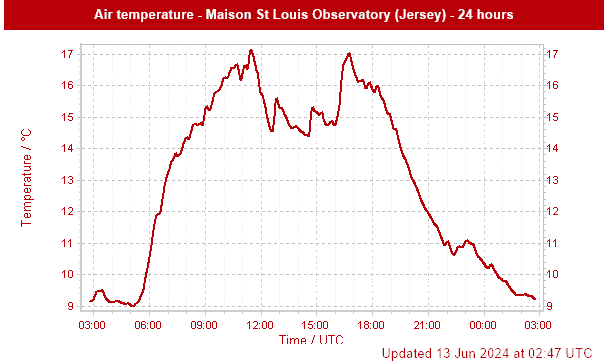 Air temperature - Maison St Louis Observatory (Jersey) - 24 hours
17 17
16 16
15 15
14 14
13 13
12 12
11 11
10 10
9 9
Temperature / °C
03:00 06:00 09:00 12:00 15:00 18:00 21:00 00:00 03:00
Time / UTC
Updated 13 Jun 2024 at 02:47 UTC